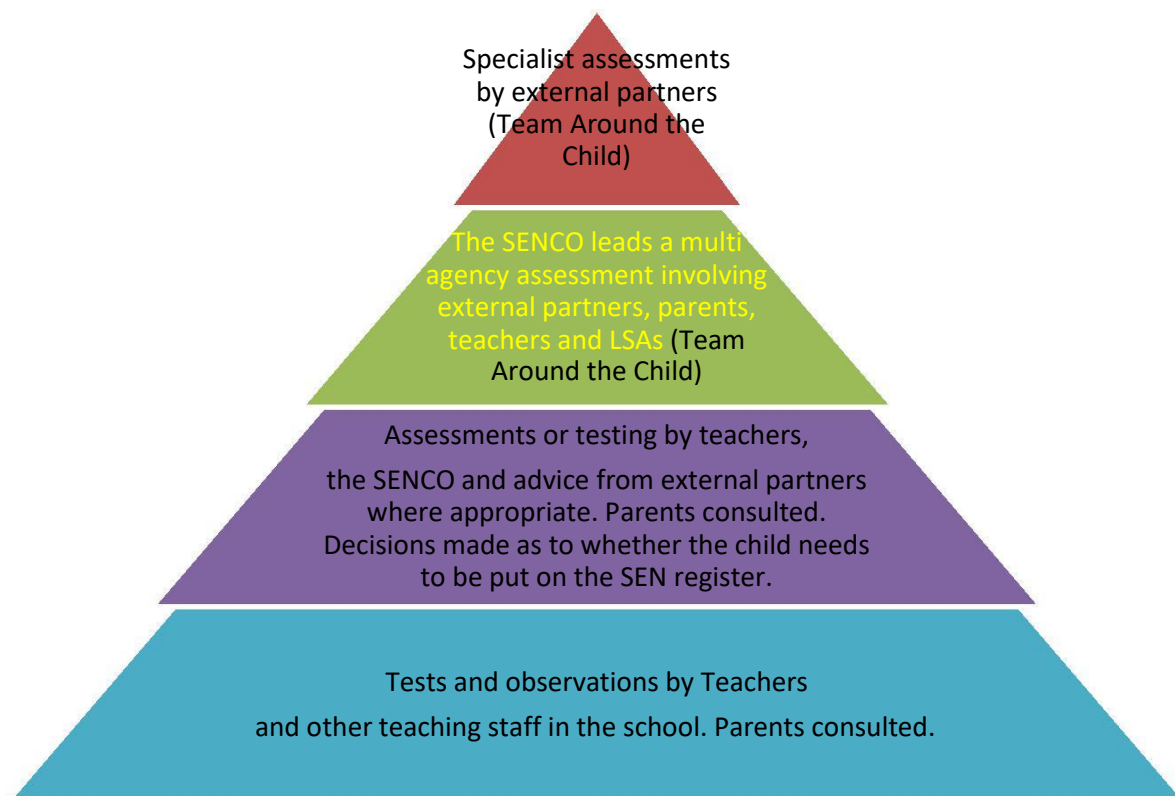 Specialist assessments
by external partners
(Team Around the
Child)
The SENCO leads a multi
agency assessment involving
external partners, parents,
teachers and LSAs (Team
Around the Child)
Assessments or testing by teachers,
the SENCO and advice from external partners
where appropriate. Parents consulted.
Decisions made as to whether the child needs
to be put on the SEN register.
Tests and observations by Teachers
and other teaching staff in the school. Parents consulted.